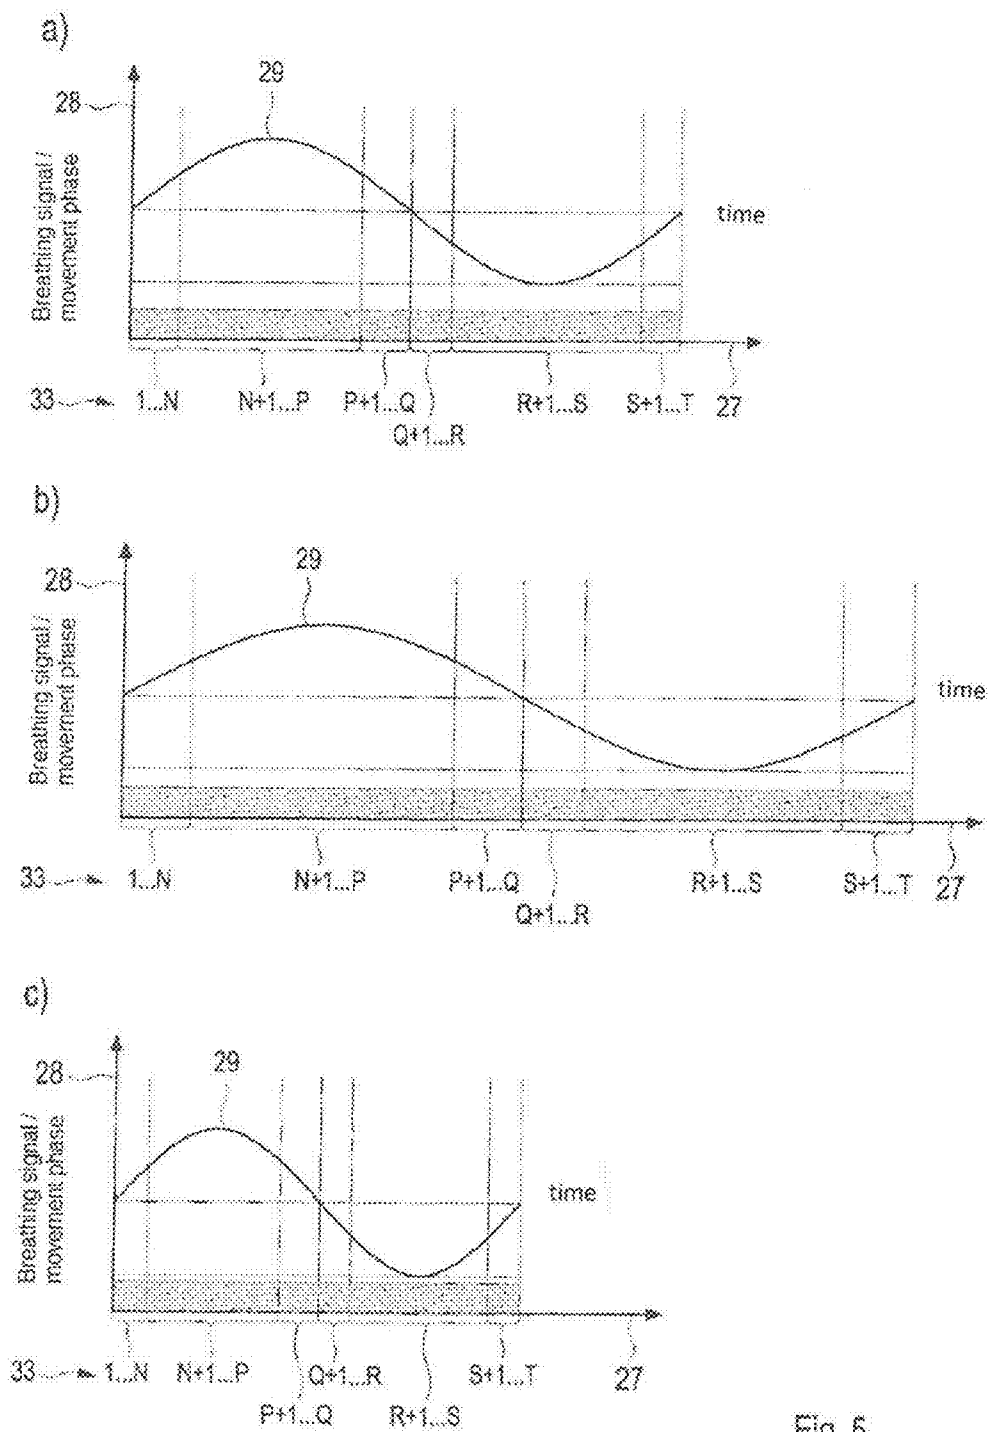 a)
29
28
Breathing signal /
movement phase
time
33
1...N
N+1...P
P+1...Q
Q+1...R
R+1...S
S+1...T
27
b)
29
28
Breathing signal /
movement phase
time
33
1...N
N+1...P
P+1...Q
Q+1...R
R+1...S
S+1...T
27
c)
29
28
Breathing signal /
movement phase
time
33
1...N
N+1...P
P+1...Q
Q+1...R
R+1...S
S+1...T
27
Fig. 5